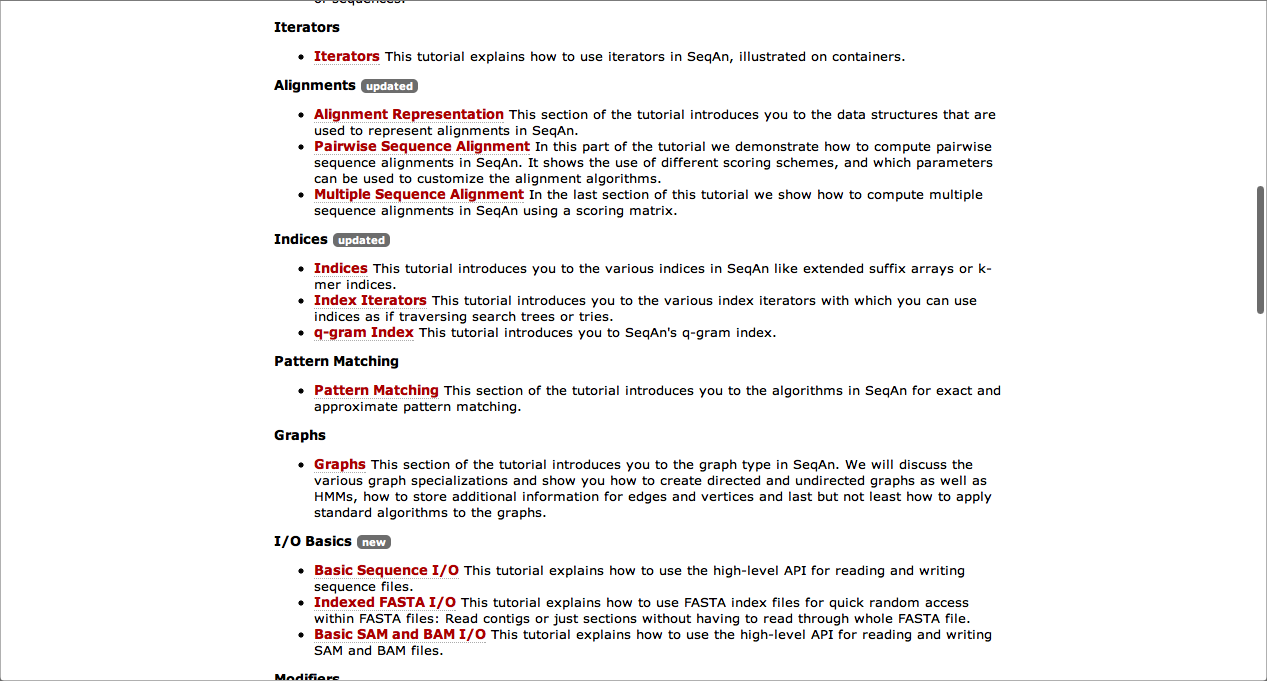 or sequences.
Iterators
Iterators This tutorial explains how to use iterators in SeqAn, illustrated on containers.
Alignments updated
Alignment Representation This section of the tutorial introduces you to the data structures that are
used to represent alignments in SeqAn.
Pairwise Sequence Alignment In this part of the tutorial we demonstrate how to compute pairwise
sequence alignments in SeqAn. It shows the use of different scoring schemes, and which parameters
can be used to customize the alignment algorithms.
Multiple Sequence Alignment In the last section of this tutorial we show how to compute multiple
sequence alignments in SeqAn using a scoring matrix.
Indices updated
Indices This tutorial introduces you to the various indices in SeqAn like extended suffix arrays or k-
mer indices.
Index Iterators This tutorial introduces you to the various index iterators with which you can use
indices as if traversing search trees or tries.
q-gram Index This tutorial introduces you to SeqAn's q-gram index.
Pattern Matching
Pattern Matching This section of the tutorial introduces you to the algorithms in SeqAn for exact and
approximate pattern matching.
Graphs
Graphs This section of the tutorial introduces you to the graph type in SeqAn. We will discuss the
various graph specializations and show you how to create directed and undirected graphs as well as
HMMs, how to store additional information for edges and vertices and last but not least how to apply
standard algorithms to the graphs.
I/O Basics new
Basic Sequence I/O This tutorial explains how to use the high-level API for reading and writing
sequence files.
Indexed FASTA I/O This tutorial explains how to use FASTA index files for quick random access
within FASTA files: Read contigs or just sections without having to read through whole FASTA file.
Basic SAM and BAM I/O This tutorial explains how to use the high-level API for reading and writing
SAM and BAM files.
Modifiers